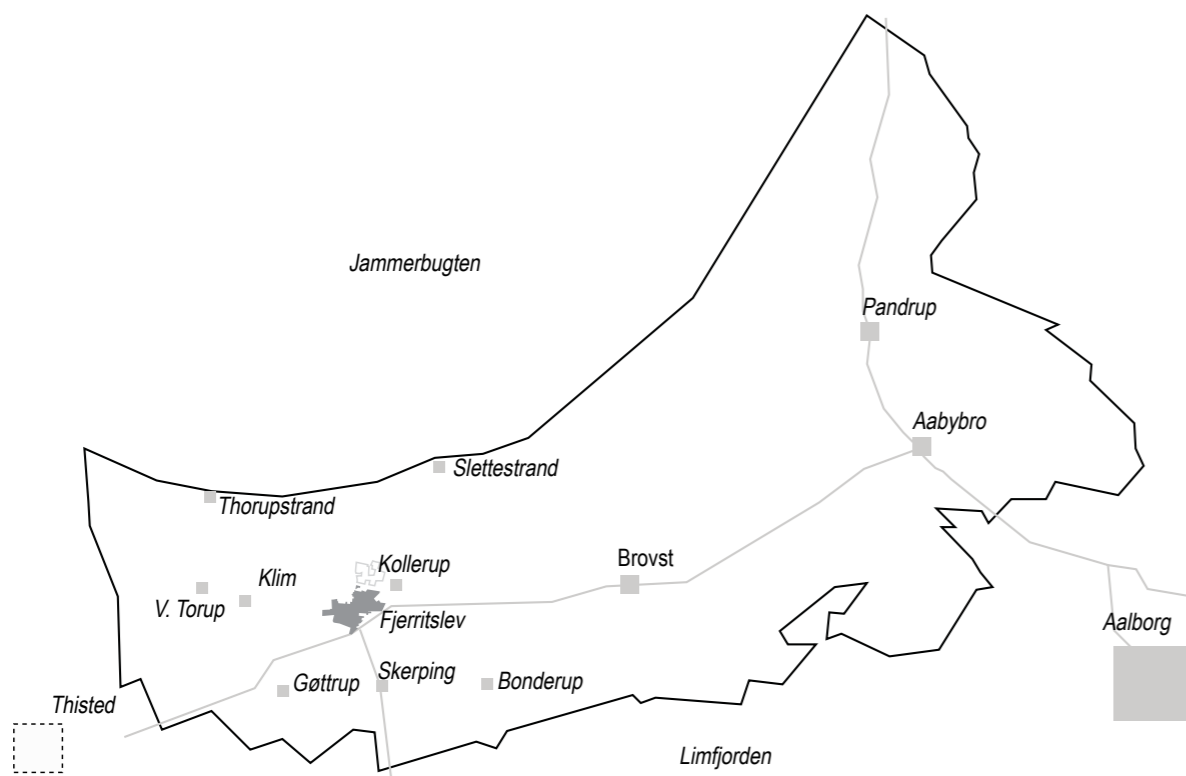 Jammerbugten
Pandrup
Aabybro
Slettestrand
Thorupstrand
Kollerup
Brovst
Klim
V. Torup
Fjerritslev
Aalborg
Skerping
Gøttrup
Bonderup
Thisted
Limfjorden